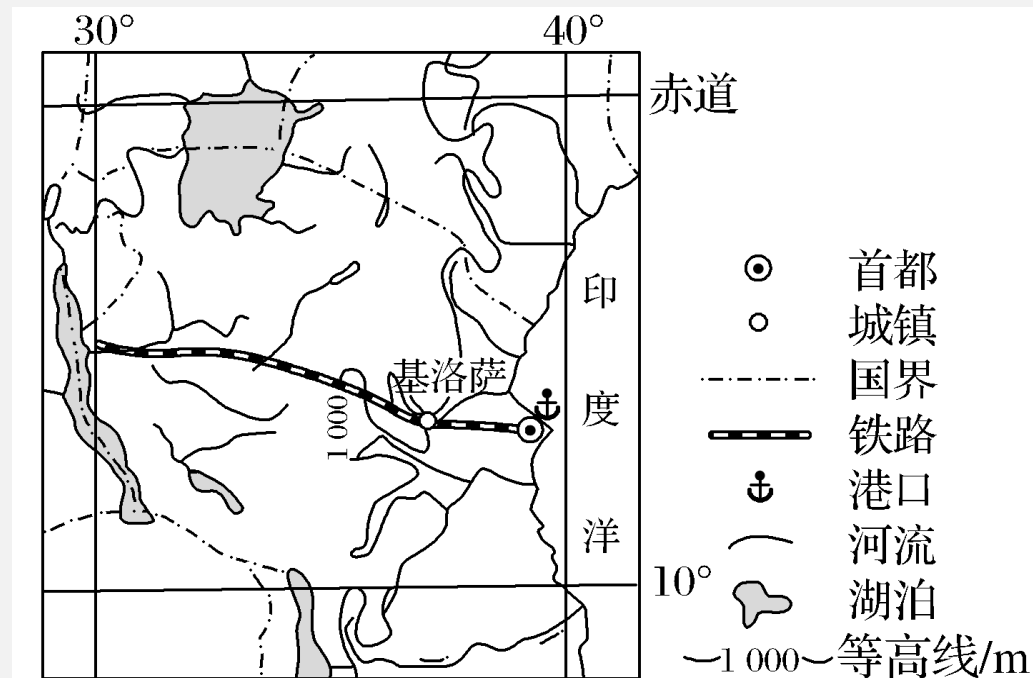 30° 40°
赤道
印
度
洋
基洛萨
1 000
10°
首都
城镇
国界
铁路
港口
河流
湖泊
1 000 等高线/m